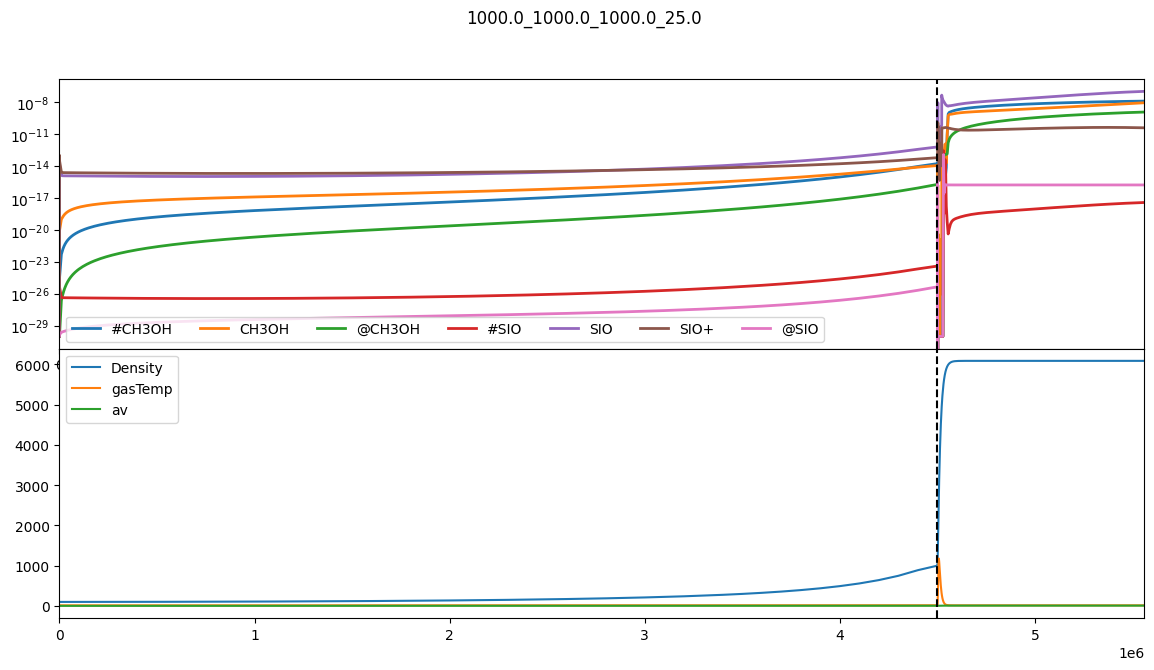 1000.0_1000.0_1000.0_25.0
10⁻⁸
10⁻¹¹
10⁻¹⁴
10⁻¹⁷
10⁻²⁰
10⁻²³
10⁻²⁶
10⁻²⁹
#CH3OH CH3OH @CH3OH #SIO SIO SIO+ @SIO
6000
5000
4000
3000
2000
1000
0
Density
gasTemp
av
0 1 2 3 4 5
1e6